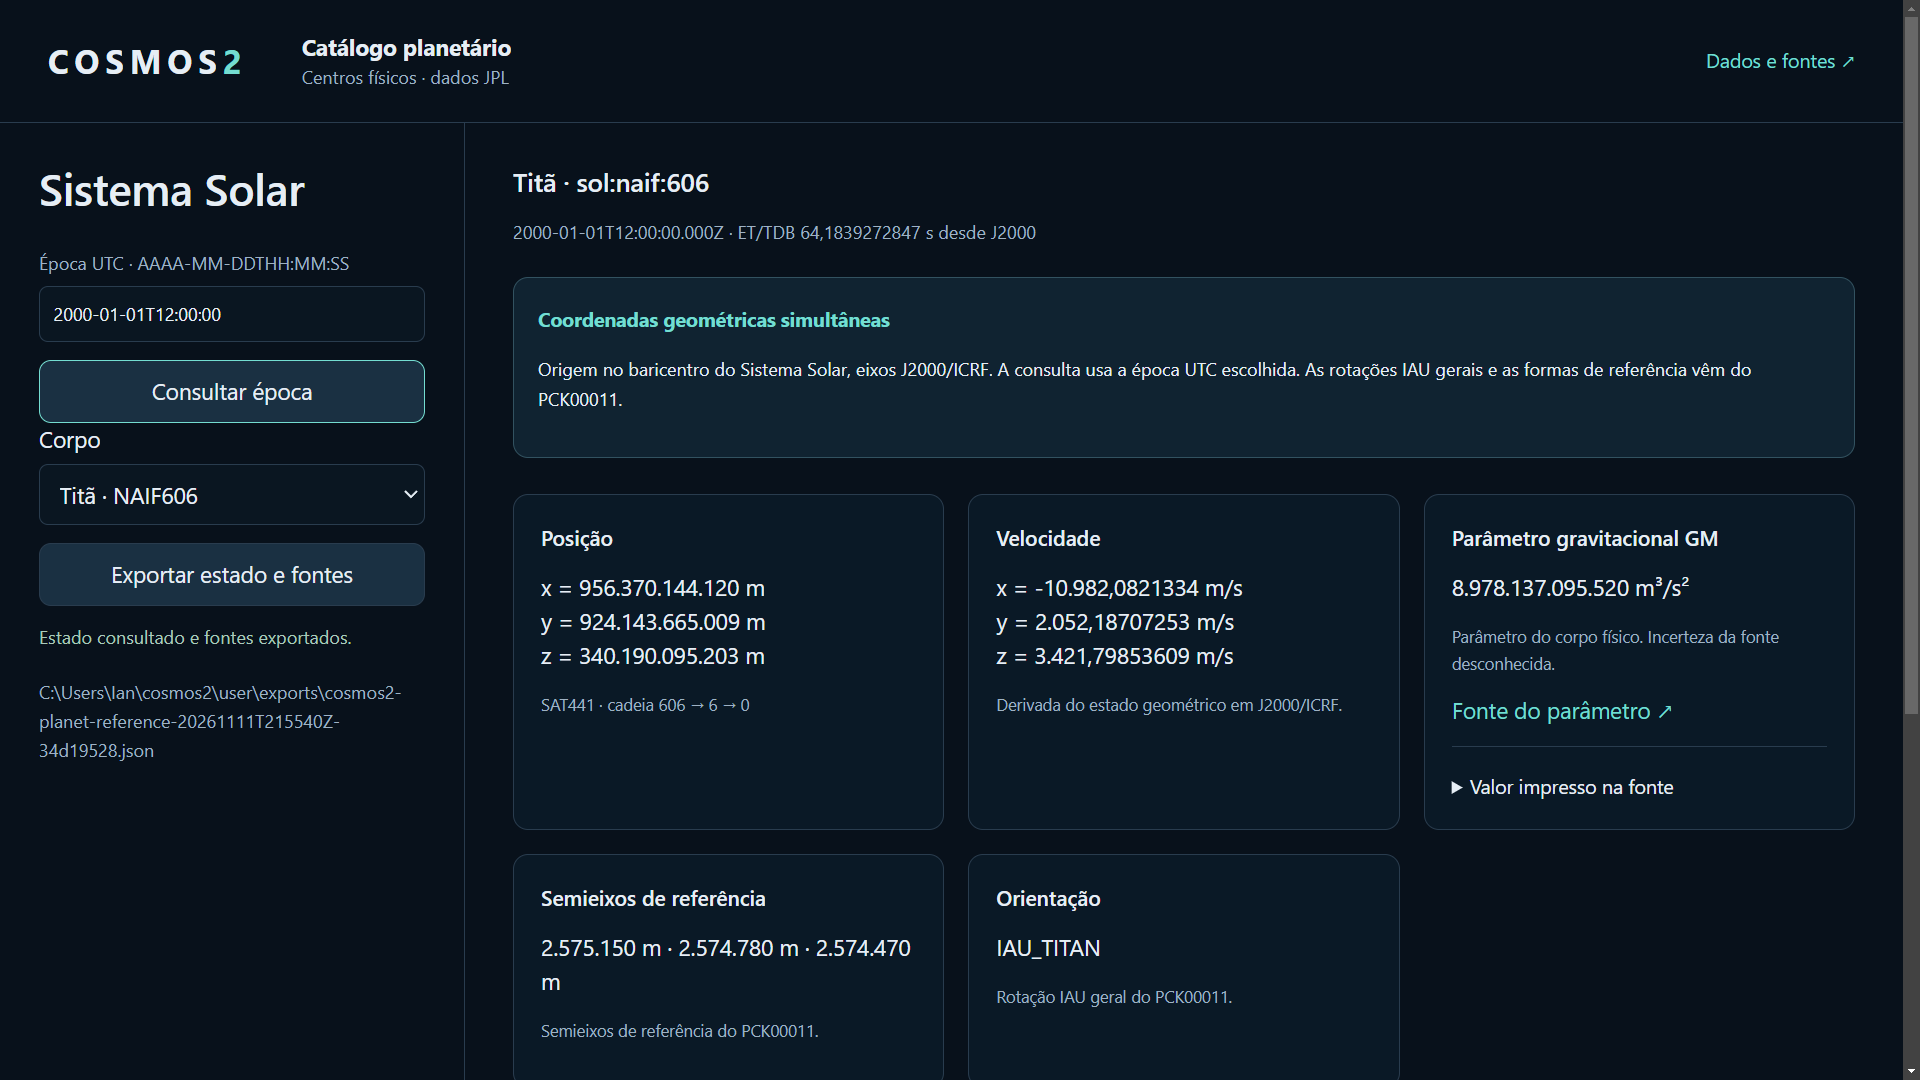 COSMOS2
Catálogo planetário
Centros físicos · dados JPL
Dados e fontes ↗
Sistema Solar
Época UTC · AAAA-MM-DDTHH:MM:SS
2000-01-01T12:00:00
Consultar época
Corpo
Titã · NAIF606
Exportar estado e fontes
Estado consultado e fontes exportados.
C:\Users\Ian\cosmos2\user\exports\cosmos2-
planet-reference-20261111T215540Z-
34d19528.json
Titã · sol:naif:606
2000-01-01T12:00:00.000Z · ET/TDB 64,1839272847 s desde J2000
Coordenadas geométricas simultâneas
Origem no baricentro do Sistema Solar, eixos J2000/ICRF. A consulta usa a época UTC escolhida. As rotações IAU gerais e as formas de referência vêm do
PCK00011.
Posição
x = 956.370.144.120 m
y = 924.143.665.009 m
z = 340.190.095.203 m
SAT441 · cadeia 606 → 6 → 0
Velocidade
x = -10.982,0821334 m/s
y = 2.052,18707253 m/s
z = 3.421,79853609 m/s
Derivada do estado geométrico em J2000/ICRF.
Parâmetro gravitacional GM
8.978.137.095.520 m³/s²
Parâmetro do corpo físico. Incerteza da fonte
desconhecida.
Fonte do parâmetro ↗
▶ Valor impresso na fonte
Semieixos de referência
2.575.150 m · 2.574.780 m · 2.574.470
m
Semieixos de referência do PCK00011.
Orientação
IAU_TITAN
Rotação IAU geral do PCK00011.